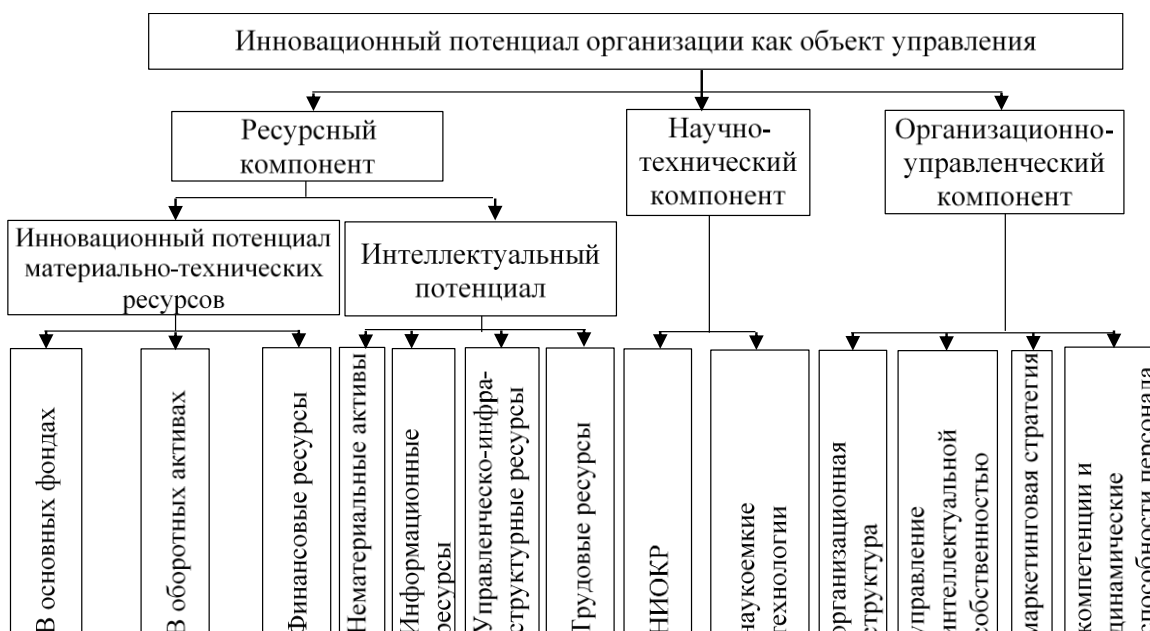 Инновационный потенциал организации как объект управления
Ресурсный
компонент
Научно-
технический
компонент
Организационно-
управленческий
компонент
Инновационный потенциал
материально-технических
ресурсов
Интеллектуальный
потенциал
В основных фондах
В оборотных активах
Финансовые ресурсы
Нематериальные активы
Информационные
ресурсы
Управленческо-инфра-
структурные ресурсы
Трудовые ресурсы
НИОКР
наукоемкие
технологии
организационная
структура
управление
интеллектуальной
собственностью
маркетинговая стратегия
компетенции и
динамические
способности персонала